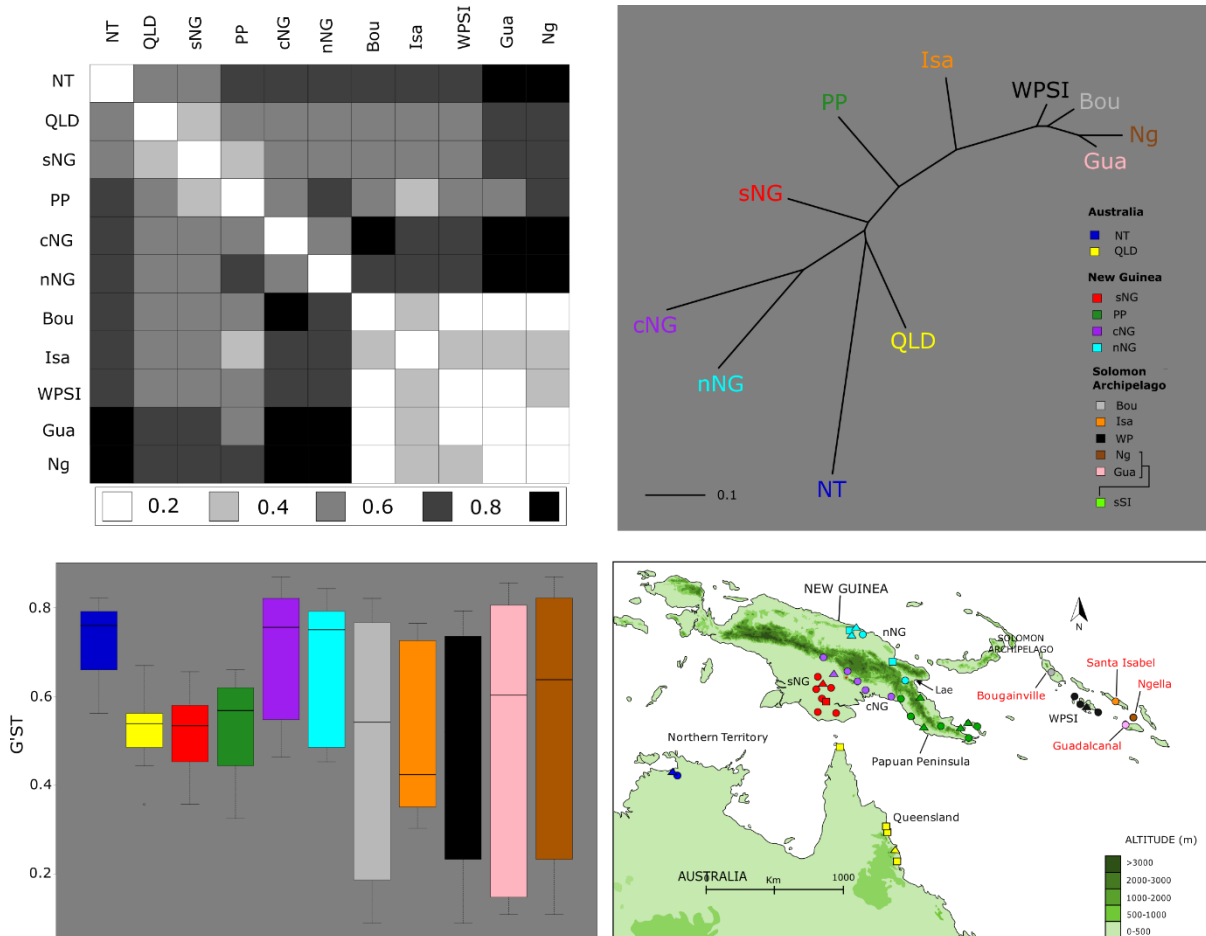 NT QLD sNG PP cNG nNG Bou Isa WPSI Gua Ng
NT
QLD
sNG
PP
cNG
nNG
Bou
Isa
WPSI
Gua
Ng
0.2 0.4 0.6 0.8
Isa
WPSI
PP
Bou
Ng
Gua
sNG
cNG
QLD
nNG
NT
0.1
Australia
NT
QLD
New Guinea
sNG
PP
cNG
nNG
Solomon
Archipelago
Bou
Isa
WP
Ng
Gua
sSI
G'ST
0.8
0.6
0.4
0.2
NEW GUINEA
nNG
N
SOLOMON
ARCHIPELAGO
sNG
Lae
Santa Isabel
Bougainville
Ngella
cNG
WPSI
Guadalcanal
Northern Territory
Papuan Peninsula
Queensland
AUSTRALIA
0 Km 1000
ALTITUDE (m)
>3000
2000-3000
1000-2000
500-1000
0-500